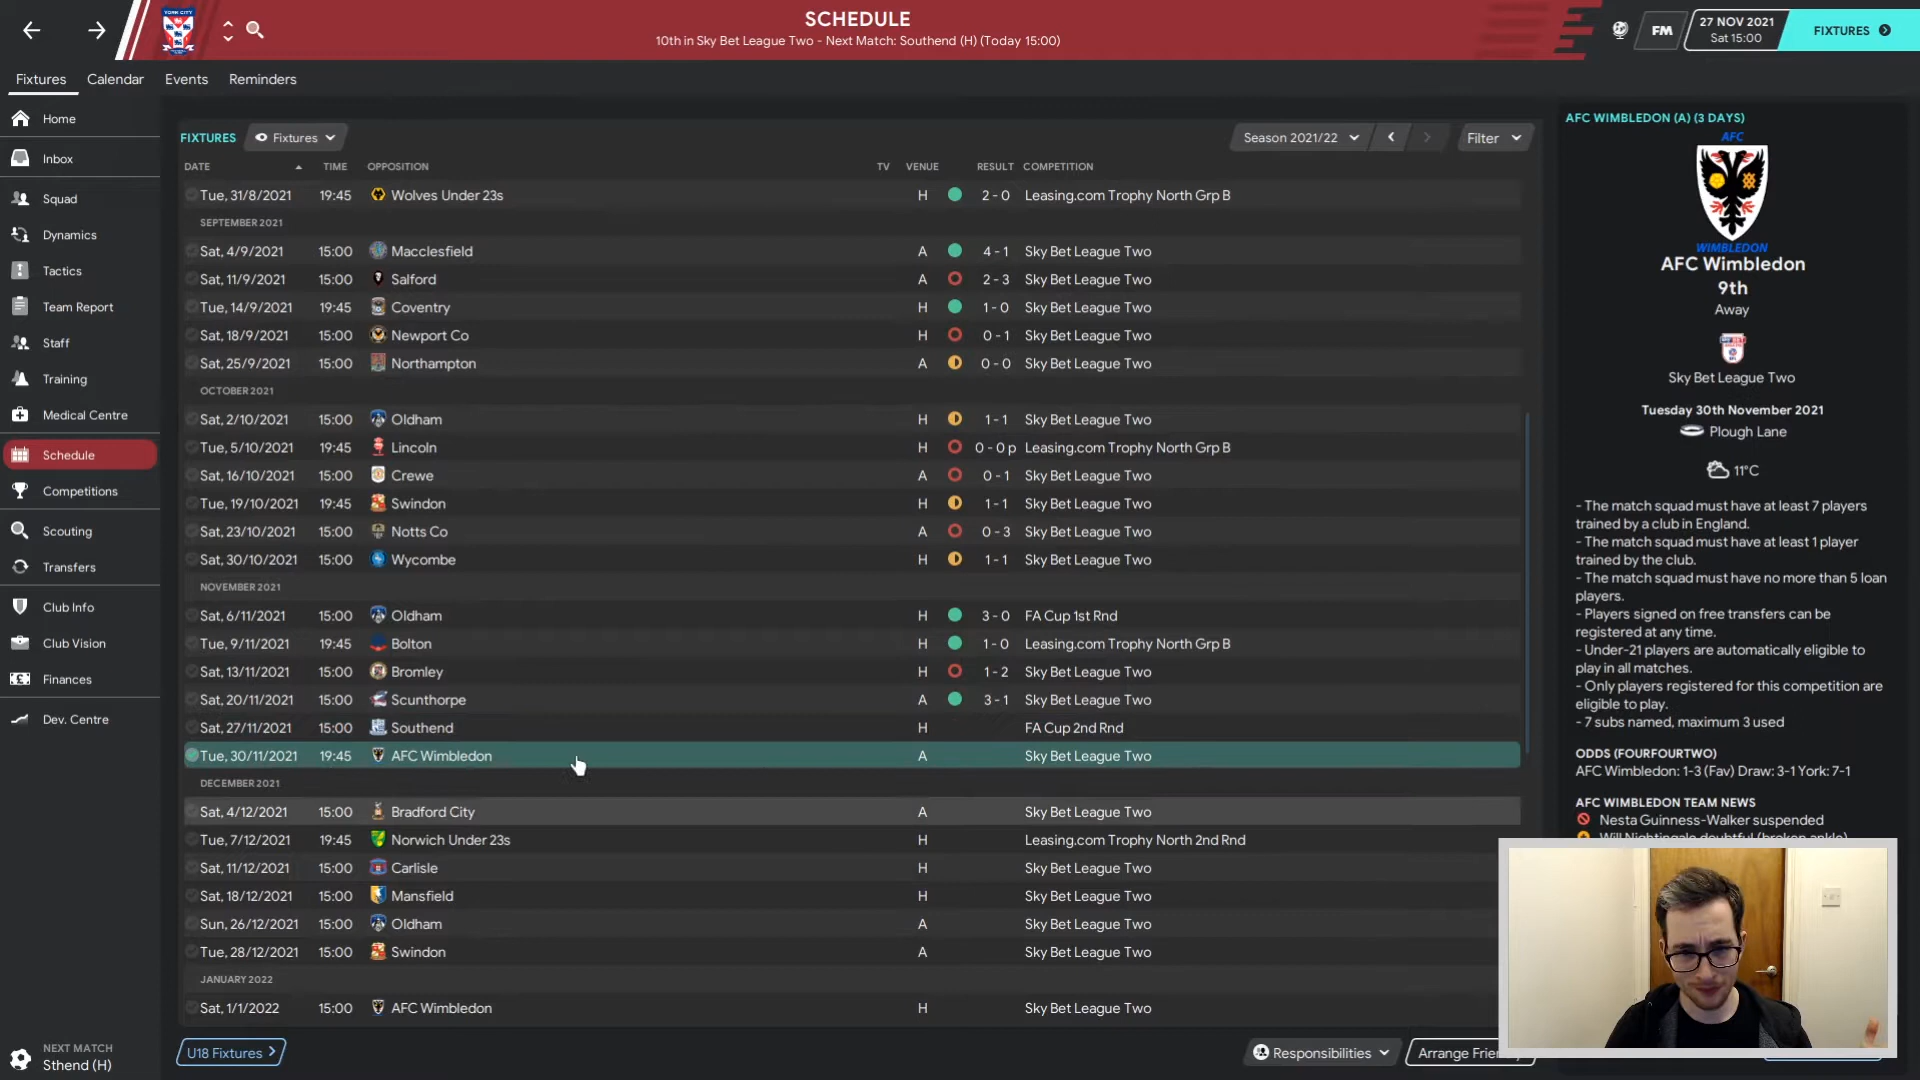 YORK CITY
SCHEDULE
10th in Sky Bet League Two - Next Match: Southend (H) (Today 15:00)
FM
27 NOV 2021
Sat 15:00
FIXTURES
Fixtures
Calendar
Events
Reminders
Home
Inbox
Squad
Dynamics
Tactics
Team Report
Staff
Training
Medical Centre
Schedule
Competitions
Scouting
Transfers
Club Info
Club Vision
Finances
Dev. Centre
NEXT MATCH
Sthend (H)
FIXTURES Fixtures Season 2021/22 Filter
DATE TIME OPPOSITION TV VENUE RESULT COMPETITION
Tue, 31/8/2021 19:45 Wolves Under 23s H 2 - 0 Leasing.com Trophy North Grp B
SEPTEMBER 2021
Sat, 4/9/2021 15:00 Macclesfield A 4 - 1 Sky Bet League Two
Sat, 11/9/2021 15:00 Salford A 2 - 3 Sky Bet League Two
Tue, 14/9/2021 19:45 Coventry H 1 - 0 Sky Bet League Two
Sat, 18/9/2021 15:00 Newport Co H 0 - 1 Sky Bet League Two
Sat, 25/9/2021 15:00 Northampton A 0 - 0 Sky Bet League Two
OCTOBER 2021
Sat, 2/10/2021 15:00 Oldham H 1 - 1 Sky Bet League Two
Tue, 5/10/2021 19:45 Lincoln H 0 - 0 p Leasing.com Trophy North Grp B
Sat, 16/10/2021 15:00 Crewe A 0 - 1 Sky Bet League Two
Tue, 19/10/2021 19:45 Swindon H 1 - 1 Sky Bet League Two
Sat, 23/10/2021 15:00 Notts Co A 0 - 3 Sky Bet League Two
Sat, 30/10/2021 15:00 Wycombe H 1 - 1 Sky Bet League Two
NOVEMBER 2021
Sat, 6/11/2021 15:00 Oldham H 3 - 0 FA Cup 1st Rnd
Tue, 9/11/2021 19:45 Bolton H 1 - 0 Leasing.com Trophy North Grp B
Sat, 13/11/2021 15:00 Bromley H 1 - 2 Sky Bet League Two
Sat, 20/11/2021 15:00 Scunthorpe A 3 - 1 Sky Bet League Two
Sat, 27/11/2021 15:00 Southend H FA Cup 2nd Rnd
Tue, 30/11/2021 19:45 AFC Wimbledon A Sky Bet League Two
DECEMBER 2021
Sat, 4/12/2021 15:00 Bradford City A Sky Bet League Two
Tue, 7/12/2021 19:45 Norwich Under 23s H Leasing.com Trophy North 2nd Rnd
Sat, 11/12/2021 15:00 Carlisle H Sky Bet League Two
Sat, 18/12/2021 15:00 Mansfield H Sky Bet League Two
Sun, 26/12/2021 15:00 Oldham A Sky Bet League Two
Tue, 28/12/2021 15:00 Swindon A Sky Bet League Two
JANUARY 2022
Sat, 1/1/2022 15:00 AFC Wimbledon H Sky Bet League Two
U18 Fixtures
Responsibilities
Arrange Frien
AFC WIMBLEDON (A) (3 DAYS)
AFC
WIMBLEDON
AFC Wimbledon
9th
Away
Sky Bet League Two
Tuesday 30th November 2021
Plough Lane
11°C
- The match squad must have at least 7 players
trained by a club in England.
- The match squad must have at least 1 player
trained by the club.
- The match squad must have no more than 5 loan
players.
- Players signed on free transfers can be
registered at any time.
- Under-21 players are automatically eligible to
play in all matches.
- Only players registered for this competition are
eligible to play.
- 7 subs named, maximum 3 used
ODDS (FOURFOURTWO)
AFC Wimbledon: 1-3 (Fav) Draw: 3-1 York: 7-1
AFC WIMBLEDON TEAM NEWS
Nesta Guinness-Walker suspended
Will Nightingale doubtful (broken ankle)